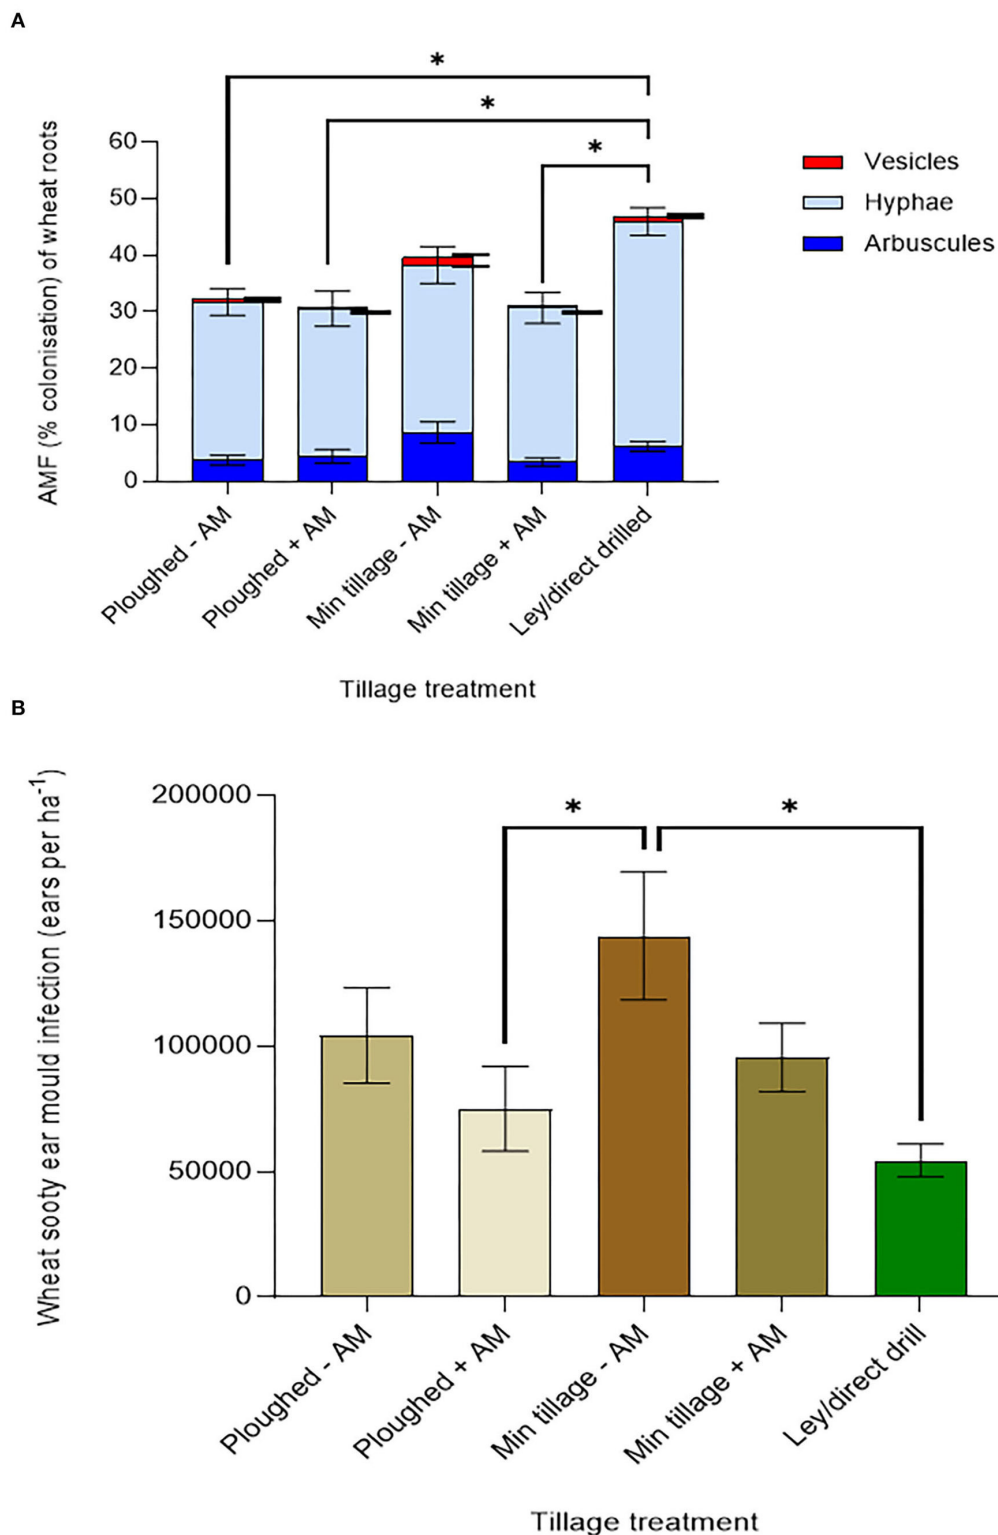 A
*
*
*
60
50
40
30
20
10
0
AMF (% colonisation) of wheat roots
Vesicles
Hyphae
Arbuscules
Ploughed - AM
Ploughed + AM
Min tillage - AM
Min tillage + AM
Ley/direct drilled
Tillage treatment
B
*
*
200000
150000
100000
50000
0
Wheat sooty ear mould infection (ears per ha⁻¹)
Ploughed - AM
Ploughed + AM
Min tillage - AM
Min tillage + AM
Ley/direct drill
Tillage treatment